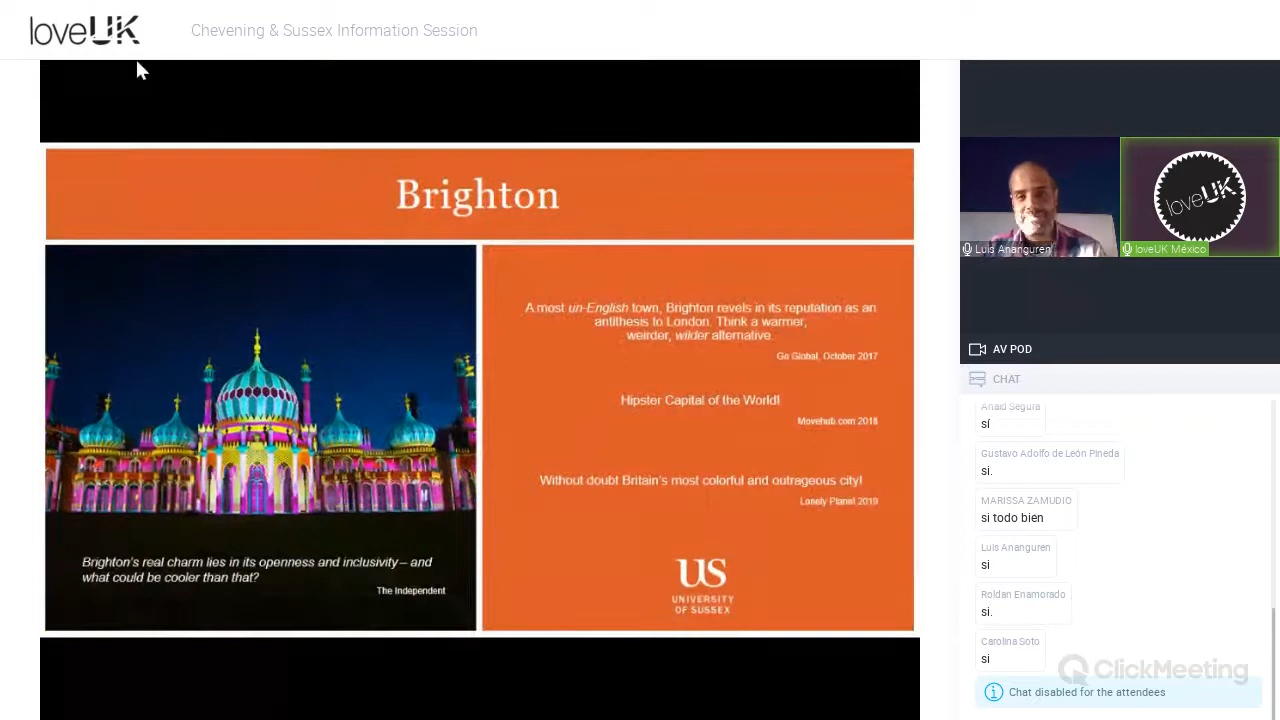 loveUK
Chevening & Sussex Information Session
Brighton
A most un-English town, Brighton revels in its reputation as an
antithesis to London. Think a warmer,
weirder, wilder alternative.
Go Global, October 2017
Hipster Capital of the World!
Movehub.com 2018
Without doubt Britain's most colorful and outrageous city!
Lonely Planet 2019
Brighton's real charm lies in its openness and inclusivity – and
what could be cooler than that?
The Independent
US
UNIVERSITY
OF SUSSEX
loveUK
Luis Ananguren
loveUK México
AV POD
CHAT
Anaid Segura
sí
Gustavo Adolfo de León Pineda
si.
MARISSA ZAMUDIO
si todo bien
Luis Ananguren
si
Roldan Enamorado
si.
Carolina Soto
si
ClickMeeting
Chat disabled for the attendees